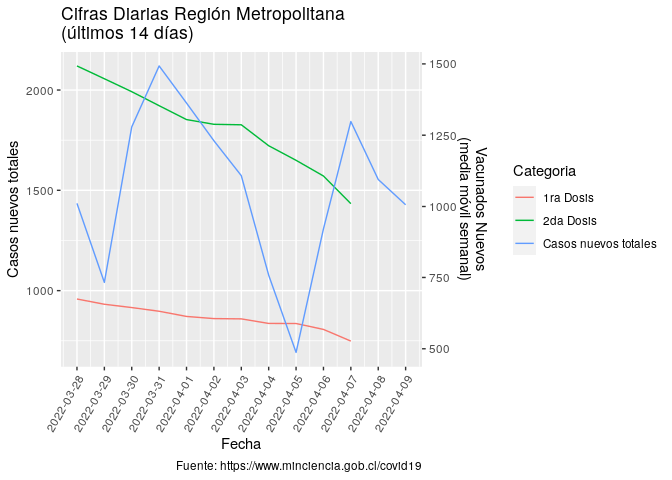 Cifras Diarias Región Metropolitana
(últimos 14 días)
Casos nuevos totales
2000
1500
1000
1500
1250
1000
750
500
Vacunados Nuevos
(media móvil semanal)
2022-03-28
2022-03-29
2022-03-30
2022-03-31
2022-04-01
2022-04-02
2022-04-03
2022-04-04
2022-04-05
2022-04-06
2022-04-07
2022-04-08
2022-04-09
Fecha
Categoria
1ra Dosis
2da Dosis
Casos nuevos totales
Fuente: https://www.minciencia.gob.cl/covid19